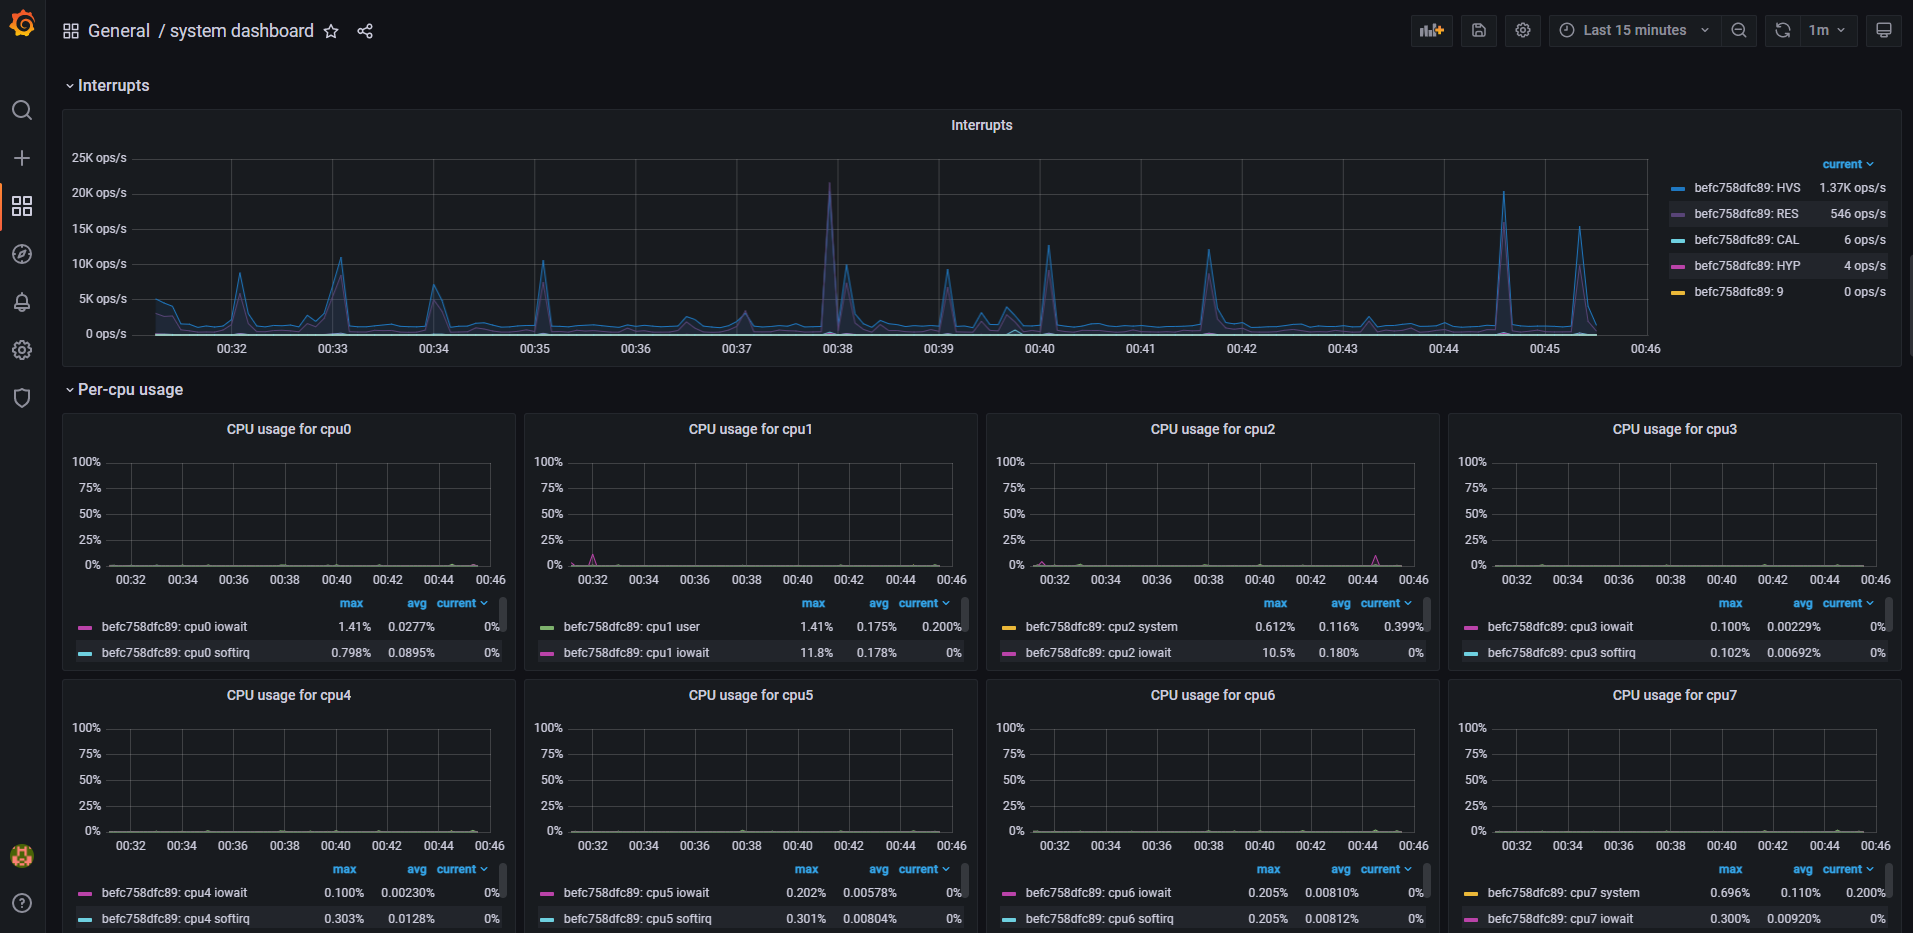 General / system dashboard
Last 15 minutes
1m
Interrupts
Interrupts
25K ops/s
20K ops/s
15K ops/s
10K ops/s
5K ops/s
0 ops/s
00:32 00:33 00:34 00:35 00:36 00:37 00:38 00:39 00:40 00:41 00:42 00:43 00:44 00:45 00:46
current
befc758dfc89: HVS 1.37K ops/s
befc758dfc89: RES 546 ops/s
befc758dfc89: CAL 6 ops/s
befc758dfc89: HYP 4 ops/s
befc758dfc89: 9 0 ops/s
Per-cpu usage
CPU usage for cpu0
100%
75%
50%
25%
0%
00:32 00:34 00:36 00:38 00:40 00:42 00:44 00:46
max avg current
befc758dfc89: cpu0 iowait 1.41% 0.0277% 0%
befc758dfc89: cpu0 softirq 0.798% 0.0895% 0%
CPU usage for cpu1
100%
75%
50%
25%
0%
00:32 00:34 00:36 00:38 00:40 00:42 00:44 00:46
max avg current
befc758dfc89: cpu1 user 1.41% 0.175% 0.200%
befc758dfc89: cpu1 iowait 11.8% 0.178% 0%
CPU usage for cpu2
100%
75%
50%
25%
0%
00:32 00:34 00:36 00:38 00:40 00:42 00:44 00:46
max avg current
befc758dfc89: cpu2 system 0.612% 0.116% 0.399%
befc758dfc89: cpu2 iowait 10.5% 0.180% 0%
CPU usage for cpu3
100%
75%
50%
25%
0%
00:32 00:34 00:36 00:38 00:40 00:42 00:44 00:46
max avg current
befc758dfc89: cpu3 iowait 0.100% 0.00229% 0%
befc758dfc89: cpu3 softirq 0.102% 0.00692% 0%
CPU usage for cpu4
100%
75%
50%
25%
0%
00:32 00:34 00:36 00:38 00:40 00:42 00:44 00:46
max avg current
befc758dfc89: cpu4 iowait 0.100% 0.00230% 0%
befc758dfc89: cpu4 softirq 0.303% 0.0128% 0%
CPU usage for cpu5
100%
75%
50%
25%
0%
00:32 00:34 00:36 00:38 00:40 00:42 00:44 00:46
max avg current
befc758dfc89: cpu5 iowait 0.202% 0.00578% 0%
befc758dfc89: cpu5 softirq 0.301% 0.00804% 0%
CPU usage for cpu6
100%
75%
50%
25%
0%
00:32 00:34 00:36 00:38 00:40 00:42 00:44 00:46
max avg current
befc758dfc89: cpu6 iowait 0.205% 0.00810% 0%
befc758dfc89: cpu6 softirq 0.205% 0.00812% 0%
CPU usage for cpu7
100%
75%
50%
25%
0%
00:32 00:34 00:36 00:38 00:40 00:42 00:44 00:46
max avg current
befc758dfc89: cpu7 system 0.696% 0.110% 0.200%
befc758dfc89: cpu7 iowait 0.300% 0.00920% 0%